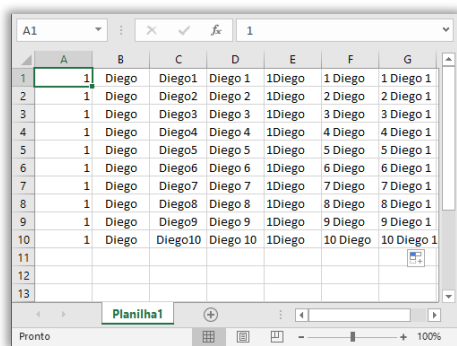 A1 fx 1
A B C D E F G
1 1 Diego Diego1 Diego 1 1Diego 1 Diego 1 Diego 1
2 1 Diego Diego2 Diego 2 1Diego 2 Diego 2 Diego 1
3 1 Diego Diego3 Diego 3 1Diego 3 Diego 3 Diego 1
4 1 Diego Diego4 Diego 4 1Diego 4 Diego 4 Diego 1
5 1 Diego Diego5 Diego 5 1Diego 5 Diego 5 Diego 1
6 1 Diego Diego6 Diego 6 1Diego 6 Diego 6 Diego 1
7 1 Diego Diego7 Diego 7 1Diego 7 Diego 7 Diego 1
8 1 Diego Diego8 Diego 8 1Diego 8 Diego 8 Diego 1
9 1 Diego Diego9 Diego 9 1Diego 9 Diego 9 Diego 1
10 1 Diego Diego10 Diego 10 1Diego 10 Diego 10 Diego 1
11
12
13
Planilha1
Pronto 100%